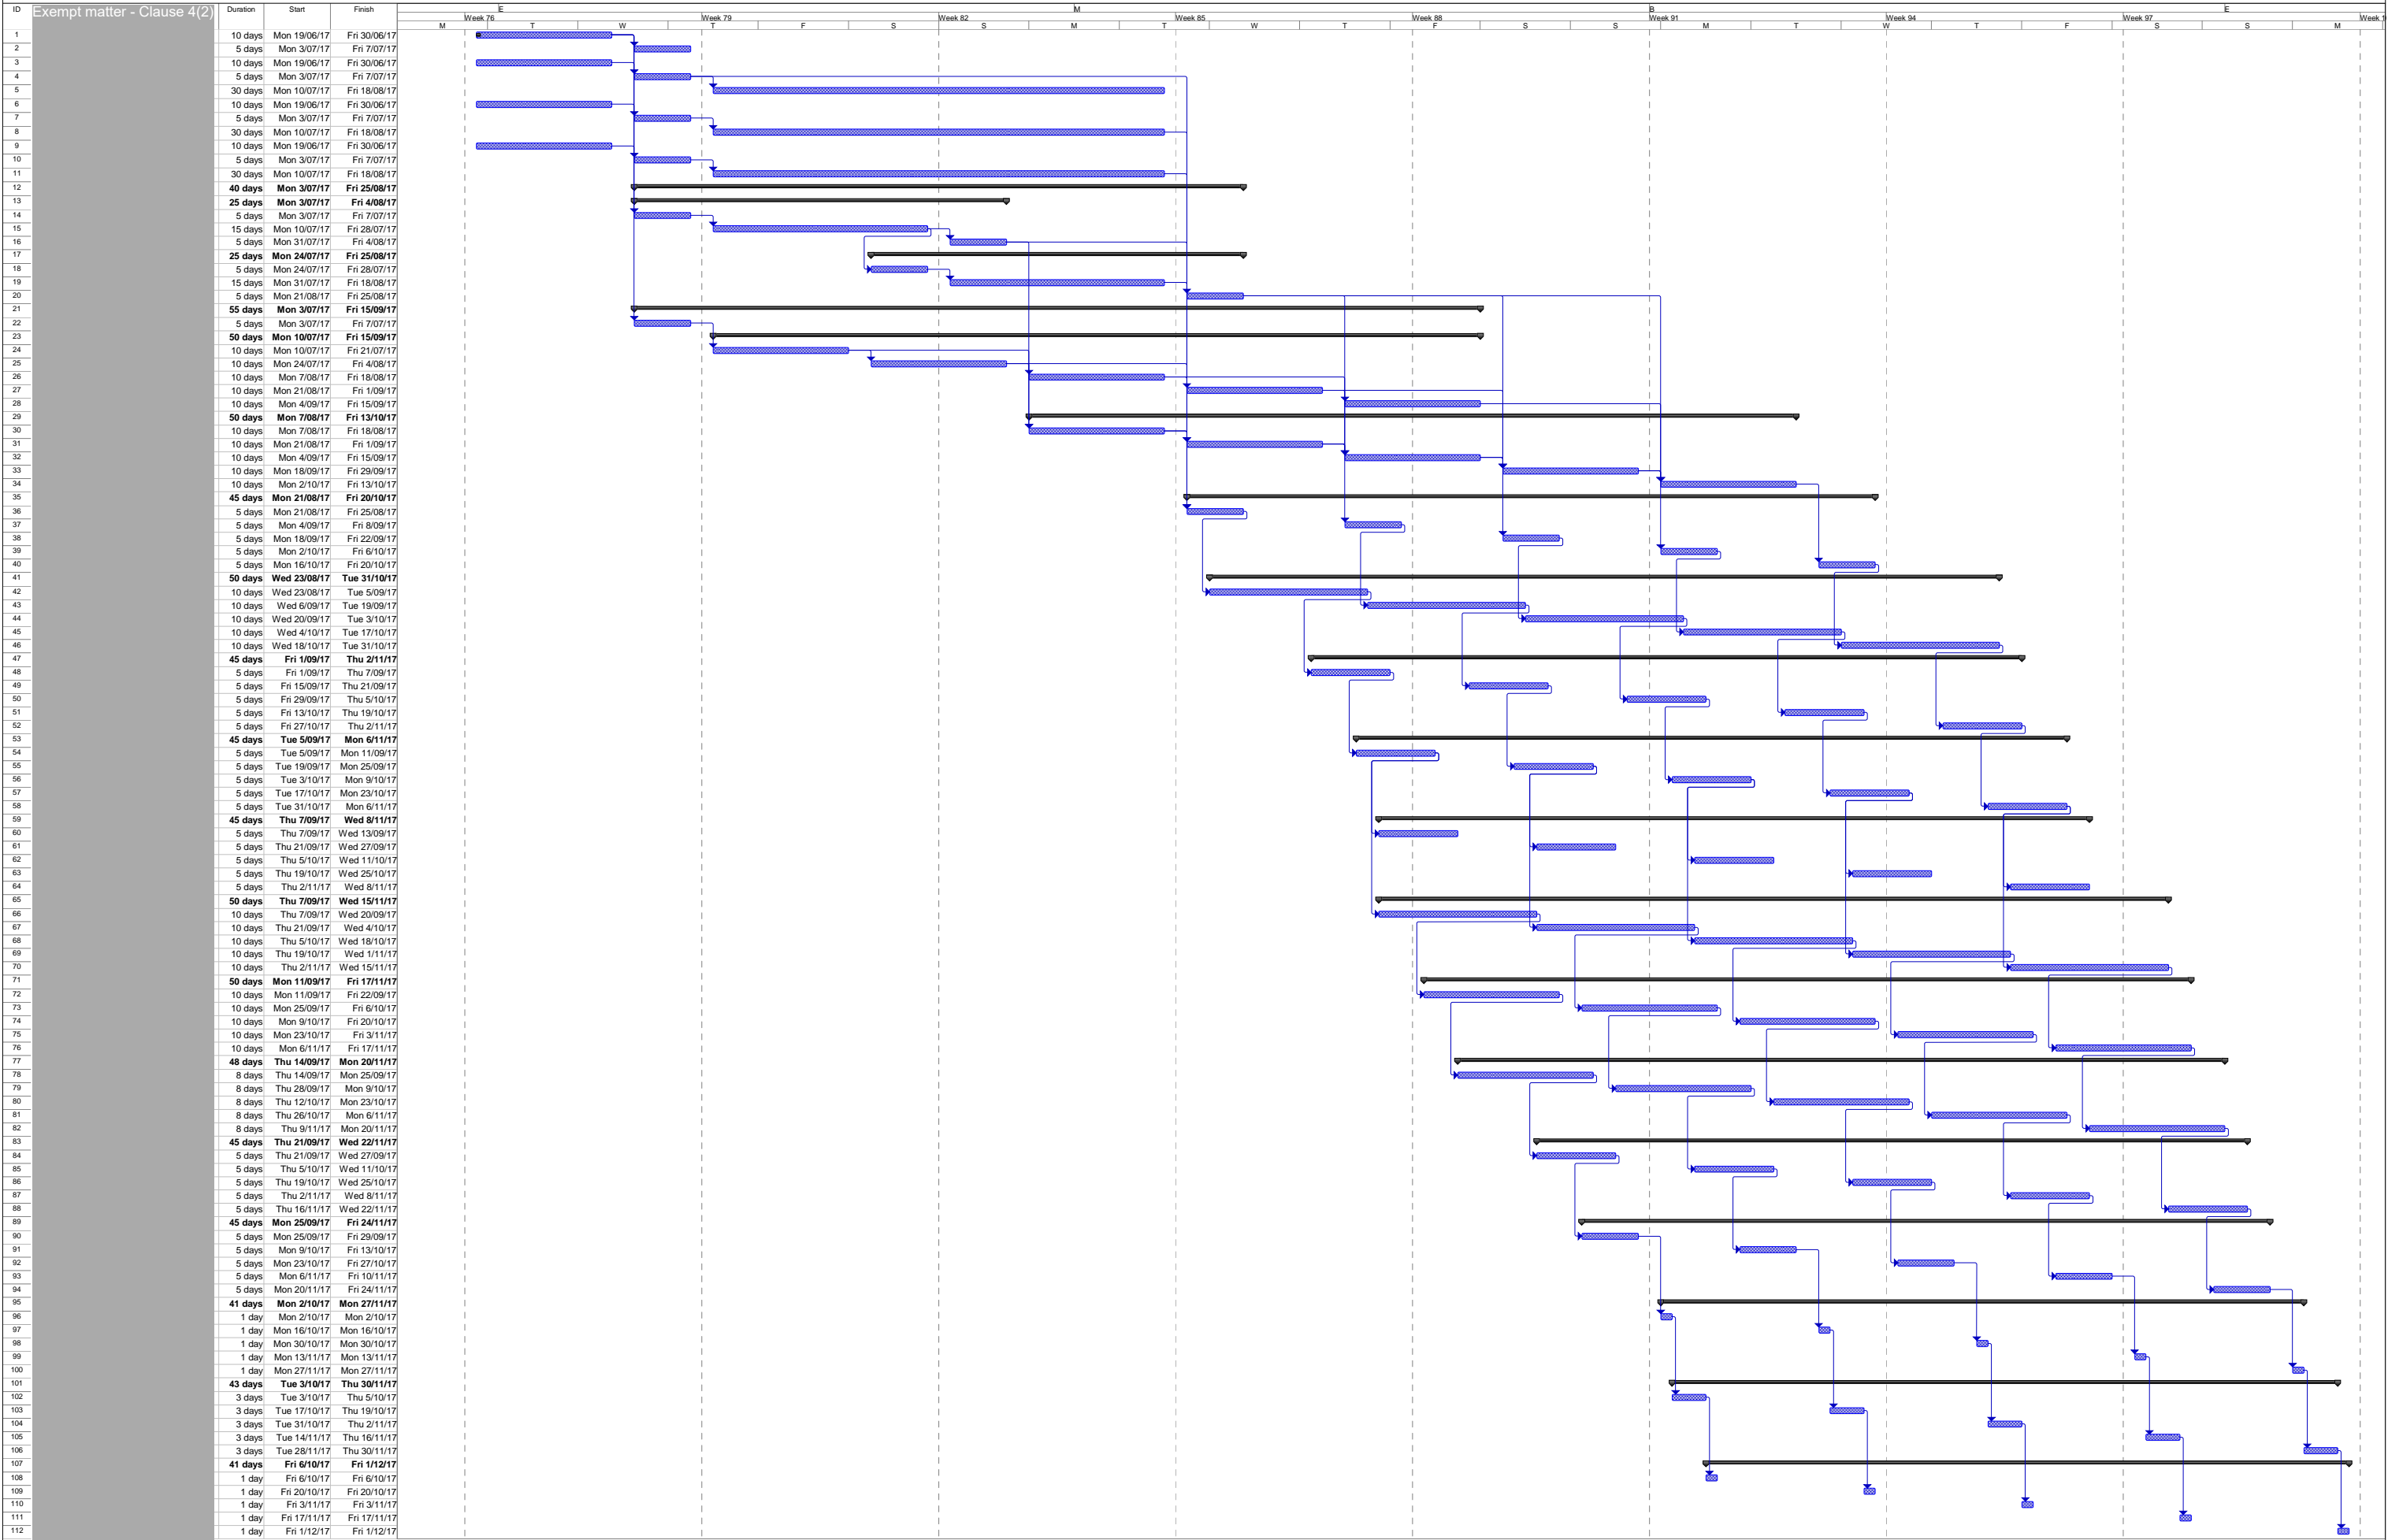 ID Exempt matter - Clause 4(2) Duration Start Finish E M B E
Week 76 Week 79 Week 82 Week 85 Week 88 Week 91 Week 94 Week 97 Week 1
M T W T F S S M T W T F S S M T W T F S S M
1 10 days Mon 19/06/17 Fri 30/06/17
2 5 days Mon 3/07/17 Fri 7/07/17
3 10 days Mon 19/06/17 Fri 30/06/17
4 5 days Mon 3/07/17 Fri 7/07/17
5 30 days Mon 10/07/17 Fri 18/08/17
6 10 days Mon 19/06/17 Fri 30/06/17
7 5 days Mon 3/07/17 Fri 7/07/17
8 30 days Mon 10/07/17 Fri 18/08/17
9 10 days Mon 19/06/17 Fri 30/06/17
10 5 days Mon 3/07/17 Fri 7/07/17
11 30 days Mon 10/07/17 Fri 18/08/17
12 40 days Mon 3/07/17 Fri 25/08/17
13 25 days Mon 3/07/17 Fri 4/08/17
14 5 days Mon 3/07/17 Fri 7/07/17
15 15 days Mon 10/07/17 Fri 28/07/17
16 5 days Mon 31/07/17 Fri 4/08/17
17 25 days Mon 24/07/17 Fri 25/08/17
18 5 days Mon 24/07/17 Fri 28/07/17
19 15 days Mon 31/07/17 Fri 18/08/17
20 5 days Mon 21/08/17 Fri 25/08/17
21 55 days Mon 3/07/17 Fri 15/09/17
22 5 days Mon 3/07/17 Fri 7/07/17
23 50 days Mon 10/07/17 Fri 15/09/17
24 10 days Mon 10/07/17 Fri 21/07/17
25 10 days Mon 24/07/17 Fri 4/08/17
26 10 days Mon 7/08/17 Fri 18/08/17
27 10 days Mon 21/08/17 Fri 1/09/17
28 10 days Mon 4/09/17 Fri 15/09/17
29 50 days Mon 7/08/17 Fri 13/10/17
30 10 days Mon 7/08/17 Fri 18/08/17
31 10 days Mon 21/08/17 Fri 1/09/17
32 10 days Mon 4/09/17 Fri 15/09/17
33 10 days Mon 18/09/17 Fri 29/09/17
34 10 days Mon 2/10/17 Fri 13/10/17
35 45 days Mon 21/08/17 Fri 20/10/17
36 5 days Mon 21/08/17 Fri 25/08/17
37 5 days Mon 4/09/17 Fri 8/09/17
38 5 days Mon 18/09/17 Fri 22/09/17
39 5 days Mon 2/10/17 Fri 6/10/17
40 5 days Mon 16/10/17 Fri 20/10/17
41 50 days Wed 23/08/17 Tue 31/10/17
42 10 days Wed 23/08/17 Tue 5/09/17
43 10 days Wed 6/09/17 Tue 19/09/17
44 10 days Wed 20/09/17 Tue 3/10/17
45 10 days Wed 4/10/17 Tue 17/10/17
46 10 days Wed 18/10/17 Tue 31/10/17
47 45 days Fri 1/09/17 Thu 2/11/17
48 5 days Fri 1/09/17 Thu 7/09/17
49 5 days Fri 15/09/17 Thu 21/09/17
50 5 days Fri 29/09/17 Thu 5/10/17
51 5 days Fri 13/10/17 Thu 19/10/17
52 5 days Fri 27/10/17 Thu 2/11/17
53 45 days Tue 5/09/17 Mon 6/11/17
54 5 days Tue 5/09/17 Mon 11/09/17
55 5 days Tue 19/09/17 Mon 25/09/17
56 5 days Tue 3/10/17 Mon 9/10/17
57 5 days Tue 17/10/17 Mon 23/10/17
58 5 days Tue 31/10/17 Mon 6/11/17
59 45 days Thu 7/09/17 Wed 8/11/17
60 5 days Thu 7/09/17 Wed 13/09/17
61 5 days Thu 21/09/17 Wed 27/09/17
62 5 days Thu 5/10/17 Wed 11/10/17
63 5 days Thu 19/10/17 Wed 25/10/17
64 5 days Thu 2/11/17 Wed 8/11/17
65 50 days Thu 7/09/17 Wed 15/11/17
66 10 days Thu 7/09/17 Wed 20/09/17
67 10 days Thu 21/09/17 Wed 4/10/17
68 10 days Thu 5/10/17 Wed 18/10/17
69 10 days Thu 19/10/17 Wed 1/11/17
70 10 days Thu 2/11/17 Wed 15/11/17
71 50 days Mon 11/09/17 Fri 17/11/17
72 10 days Mon 11/09/17 Fri 22/09/17
73 10 days Mon 25/09/17 Fri 6/10/17
74 10 days Mon 9/10/17 Fri 20/10/17
75 10 days Mon 23/10/17 Fri 3/11/17
76 10 days Mon 6/11/17 Fri 17/11/17
77 48 days Thu 14/09/17 Mon 20/11/17
78 8 days Thu 14/09/17 Mon 25/09/17
79 8 days Thu 28/09/17 Mon 9/10/17
80 8 days Thu 12/10/17 Mon 23/10/17
81 8 days Thu 26/10/17 Mon 6/11/17
82 8 days Thu 9/11/17 Mon 20/11/17
83 45 days Thu 21/09/17 Wed 22/11/17
84 5 days Thu 21/09/17 Wed 27/09/17
85 5 days Thu 5/10/17 Wed 11/10/17
86 5 days Thu 19/10/17 Wed 25/10/17
87 5 days Thu 2/11/17 Wed 8/11/17
88 5 days Thu 16/11/17 Wed 22/11/17
89 45 days Mon 25/09/17 Fri 24/11/17
90 5 days Mon 25/09/17 Fri 29/09/17
91 5 days Mon 9/10/17 Fri 13/10/17
92 5 days Mon 23/10/17 Fri 27/10/17
93 5 days Mon 6/11/17 Fri 10/11/17
94 5 days Mon 20/11/17 Fri 24/11/17
95 41 days Mon 2/10/17 Mon 27/11/17
96 1 day Mon 2/10/17 Mon 2/10/17
97 1 day Mon 16/10/17 Mon 16/10/17
98 1 day Mon 30/10/17 Mon 30/10/17
99 1 day Mon 13/11/17 Mon 13/11/17
100 1 day Mon 27/11/17 Mon 27/11/17
101 43 days Tue 3/10/17 Thu 30/11/17
102 3 days Tue 3/10/17 Thu 5/10/17
103 3 days Tue 17/10/17 Thu 19/10/17
104 3 days Tue 31/10/17 Thu 2/11/17
105 3 days Tue 14/11/17 Thu 16/11/17
106 3 days Tue 28/11/17 Thu 30/11/17
107 41 days Fri 6/10/17 Fri 1/12/17
108 1 day Fri 6/10/17 Fri 6/10/17
109 1 day Fri 20/10/17 Fri 20/10/17
110 1 day Fri 3/11/17 Fri 3/11/17
111 1 day Fri 17/11/17 Fri 17/11/17
112 1 day Fri 1/12/17 Fri 1/12/17